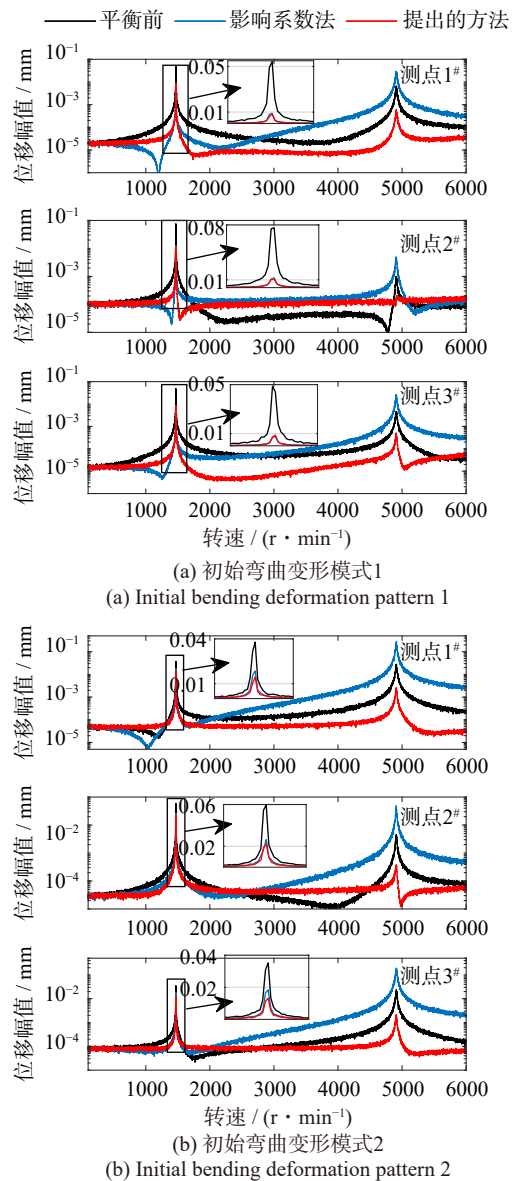 平衡前 影响系数法 提出的方法
10⁻¹
10⁻³
10⁻⁵
位移幅值 / mm
0.05
0.01
测点1#
1000 2000 3000 4000 5000 6000
10⁻¹
10⁻³
10⁻⁵
位移幅值 / mm
0.08
0.01
测点2#
1000 2000 3000 4000 5000 6000
10⁻¹
10⁻³
10⁻⁵
位移幅值 / mm
0.05
0.01
测点3#
1000 2000 3000 4000 5000 6000
转速 / (r · min⁻¹)
(a) 初始弯曲变形模式1
(a) Initial bending deformation pattern 1
10⁻¹
10⁻³
10⁻⁵
位移幅值 / mm
0.04
0.01
测点1#
1000 2000 3000 4000 5000 6000
10⁻²
10⁻⁴
位移幅值 / mm
0.06
0.02
测点2#
1000 2000 3000 4000 5000 6000
10⁻²
10⁻⁴
位移幅值 / mm
0.04
0.02
测点3#
1000 2000 3000 4000 5000 6000
转速 / (r · min⁻¹)
(b) 初始弯曲变形模式2
(b) Initial bending deformation pattern 2